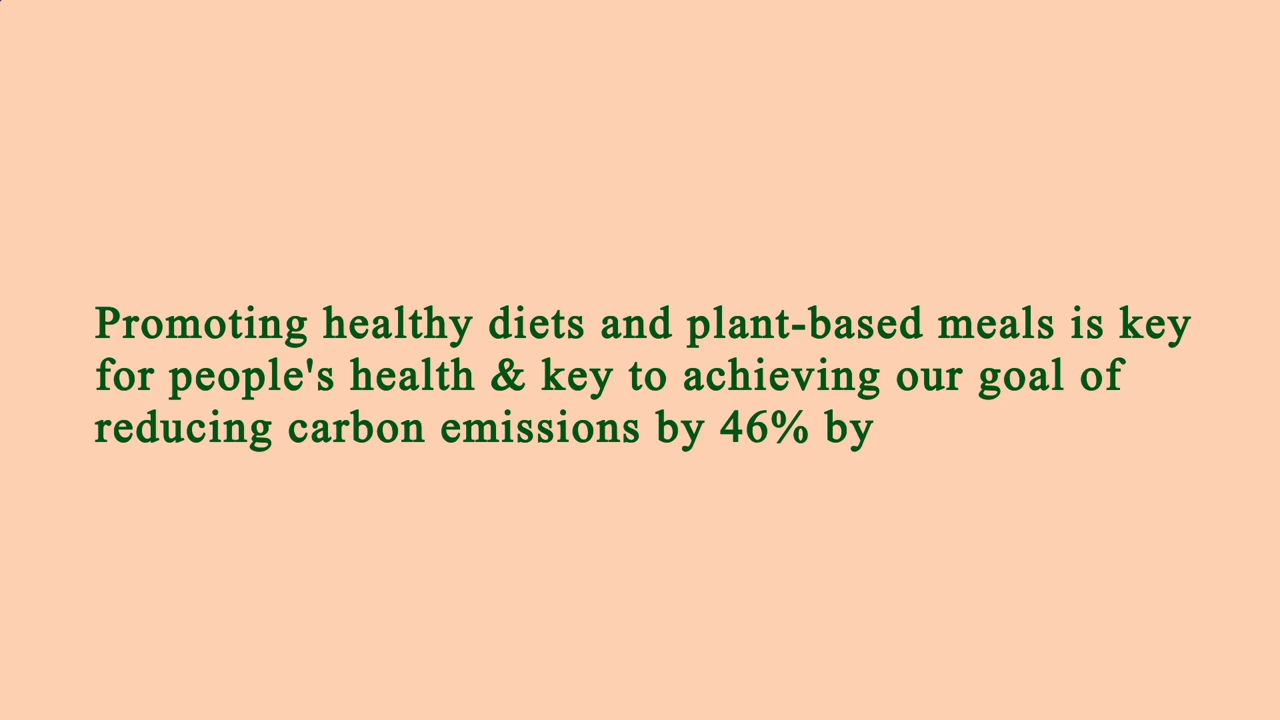 Promoting healthy diets and plant-based meals is key
for people's health & key to achieving our goal of
reducing carbon emissions by 46% by